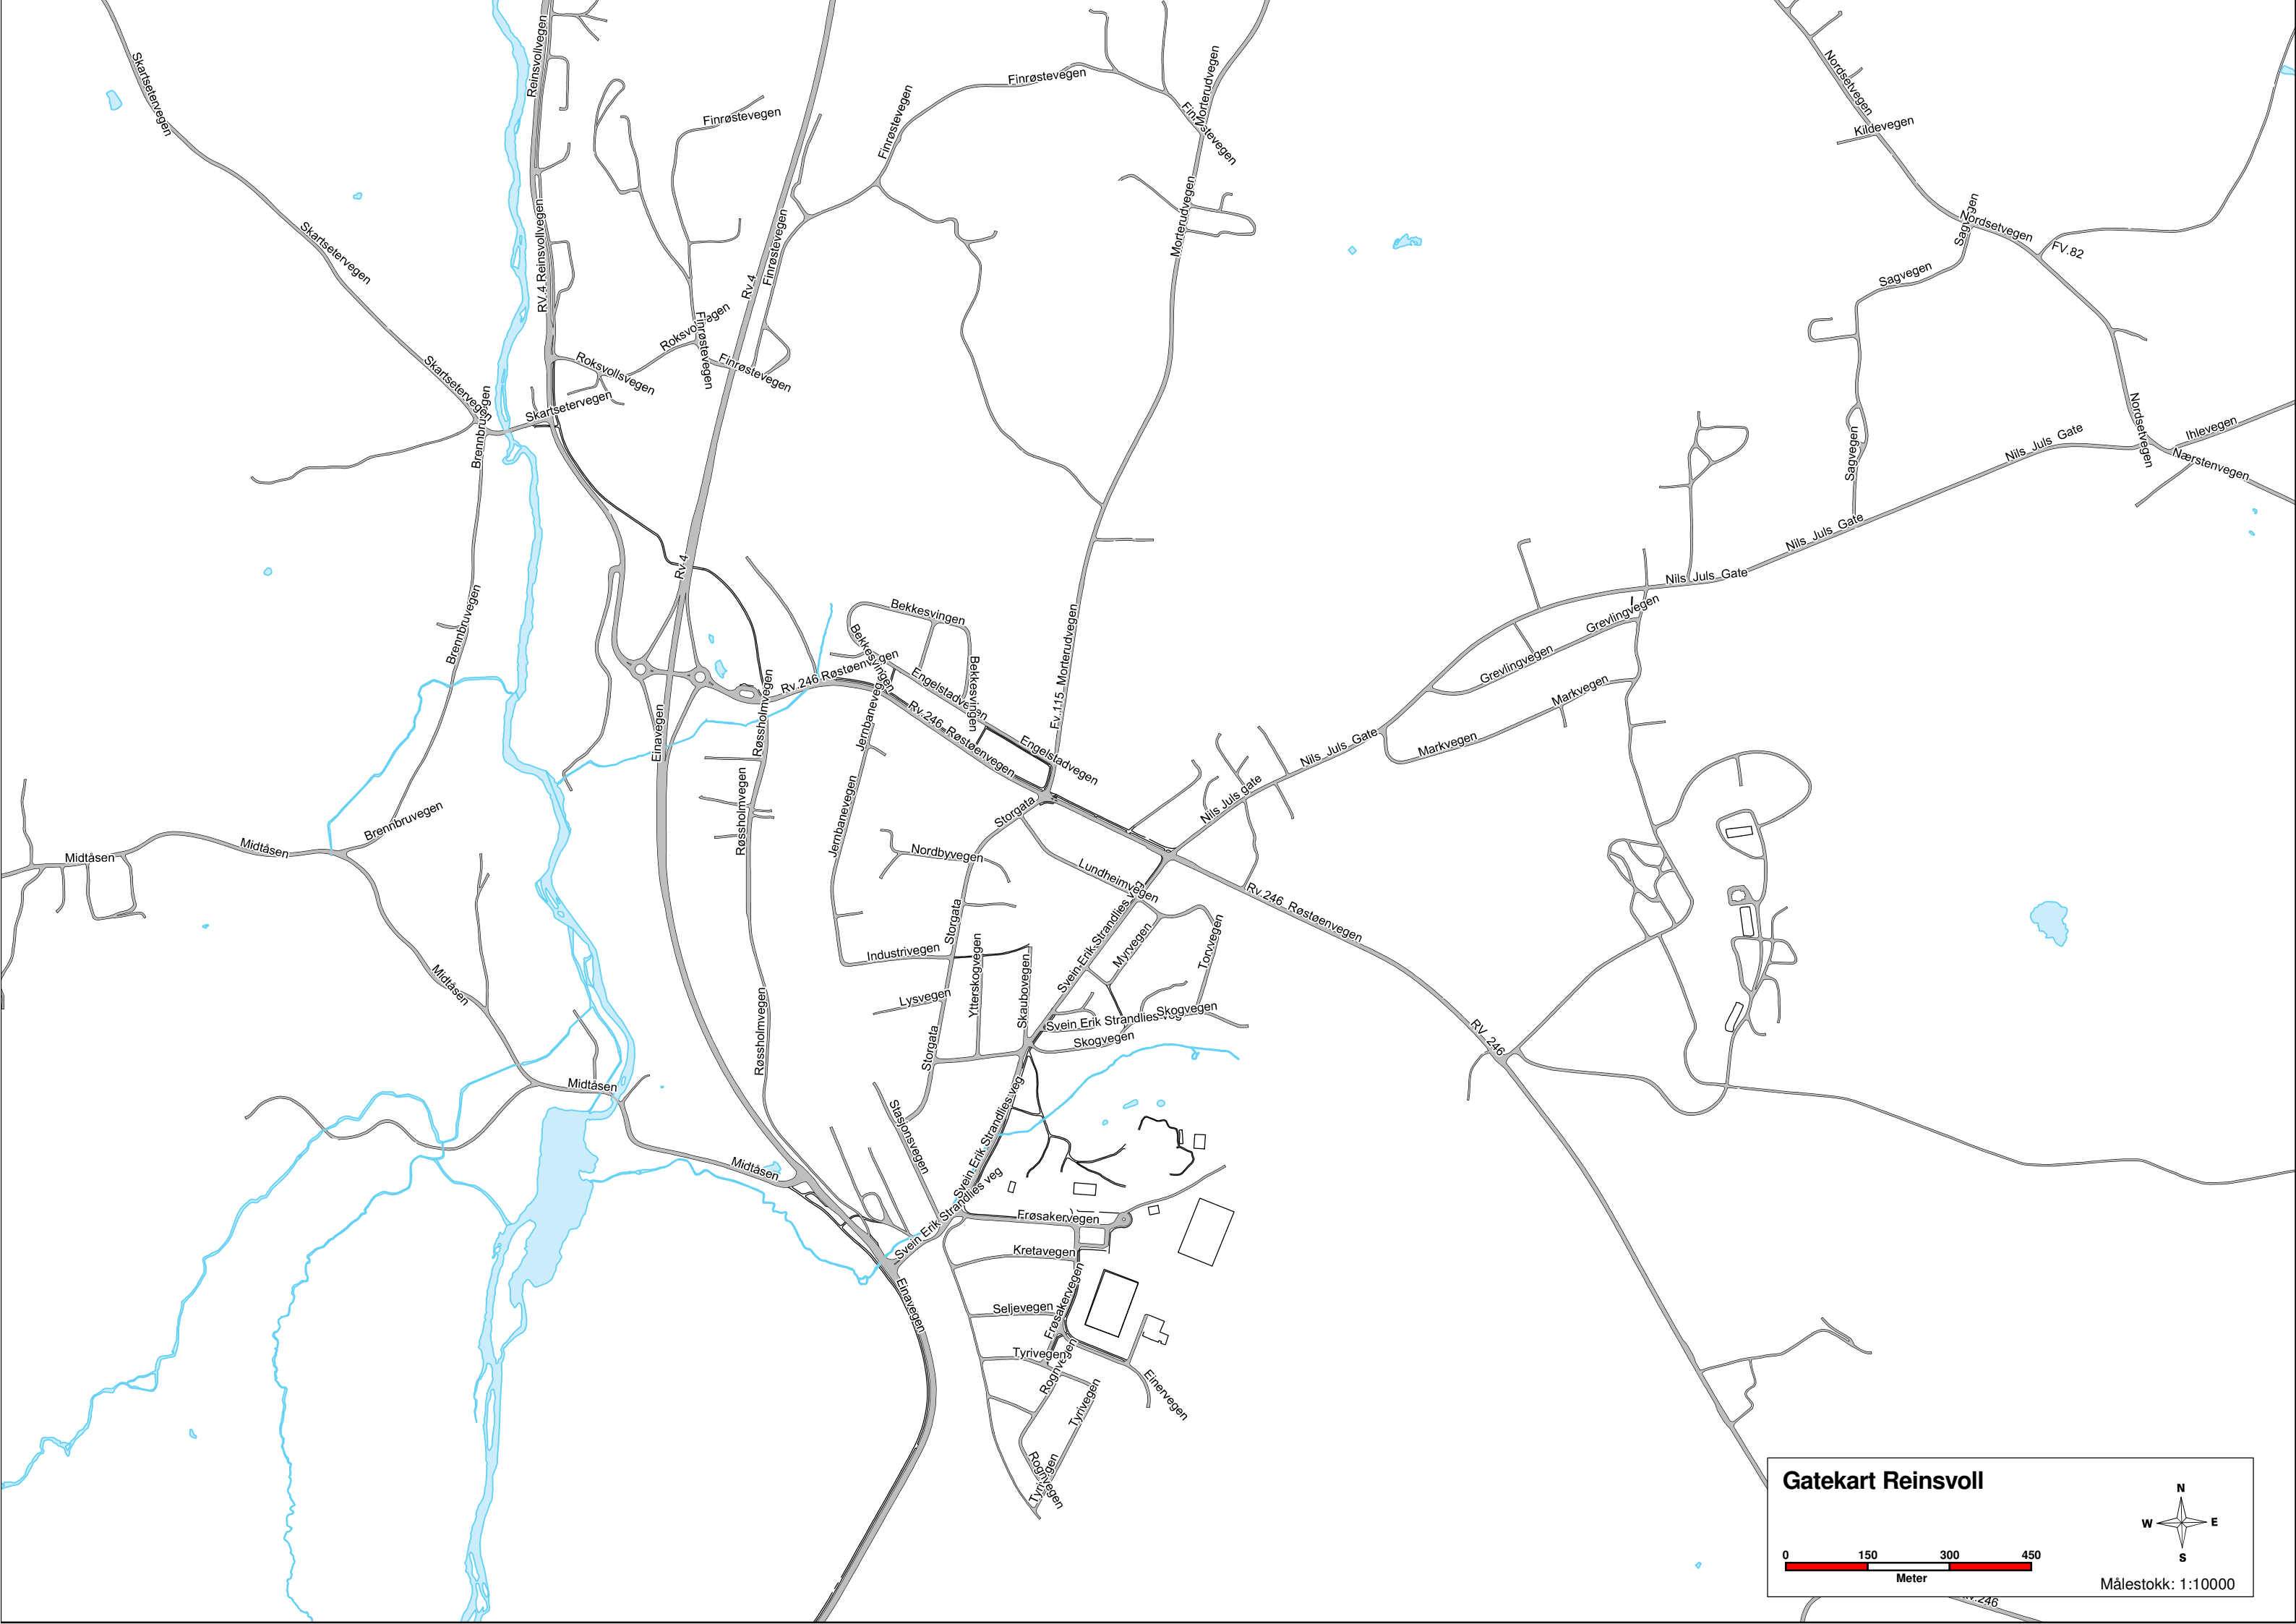 Skartsetervegen
Reinsvollvegen
Finrøstevegen
Finrøstevegen
Finrøstevegen
Morterudvegen
Finrøstevegen
Nordsetvegen
Kildevegen
Skartsetervegen
RV.4 Reinsvollvegen
Rv.4
Finrøstevegen
Morterudvegen
Sagvegen
Nordsetvegen
FV.82
Sagvegen
Skartsetervegen
Brennbruvegen
Skartsetervegen
Roksvollsvegen
Roksvollvegen
Finrøstevegen
Finrøstevegen
Sagvegen
Nordsetvegen
Nils Juls Gate
Ihlevegen
Nærstenvegen
Nils Juls Gate
Nils Juls Gate
Rv.4
Brennbruvegen
Bekkesvingen
Bekkesvingen
Bekkesvingen
Rv.246 Røstøenvegen
Engelstadvegen
Fv.115 Morterudvegen
Grevlingvegen
Grevlingvegen
Markvegen
Markvegen
Einavegen
Røssholmvegen
Jernbanevegen
Rv.246 Røstøenvegen
Engelstadvegen
Nils Juls Gate
Nils Juls gate
Røssholmvegen
Jernbanevegen
Storgata
Brennbruvegen
Midtåsen
Midtåsen
Nordbyvegen
Lundheimvegen
Rv.246 Røstøenvegen
Storgata
Svein Erik Strandlies veg
Myrvegen
Torvvegen
Industrivegen
Ytterskogvegen
Skaubovegen
Midtåsen
Lysvegen
Svein Erik Strandlies veg
Skogvegen
Skogvegen
Røssholmvegen
Storgata
RV. 246
Midtåsen
Stasjonsvegen
Svein Erik Strandlies veg
Midtåsen
Svein Erik Strandlies veg
Frøsakervegen
Kretavegen
Einavegen
Seljevegen
Frøsakervegen
Tyrivegen
Rognvegen
Tyrivegen
Einervegen
Rognvegen
Tyrivegen
Gatekart Reinsvoll
N
W E
S
0 150 300 450
Meter
Målestokk: 1:10000